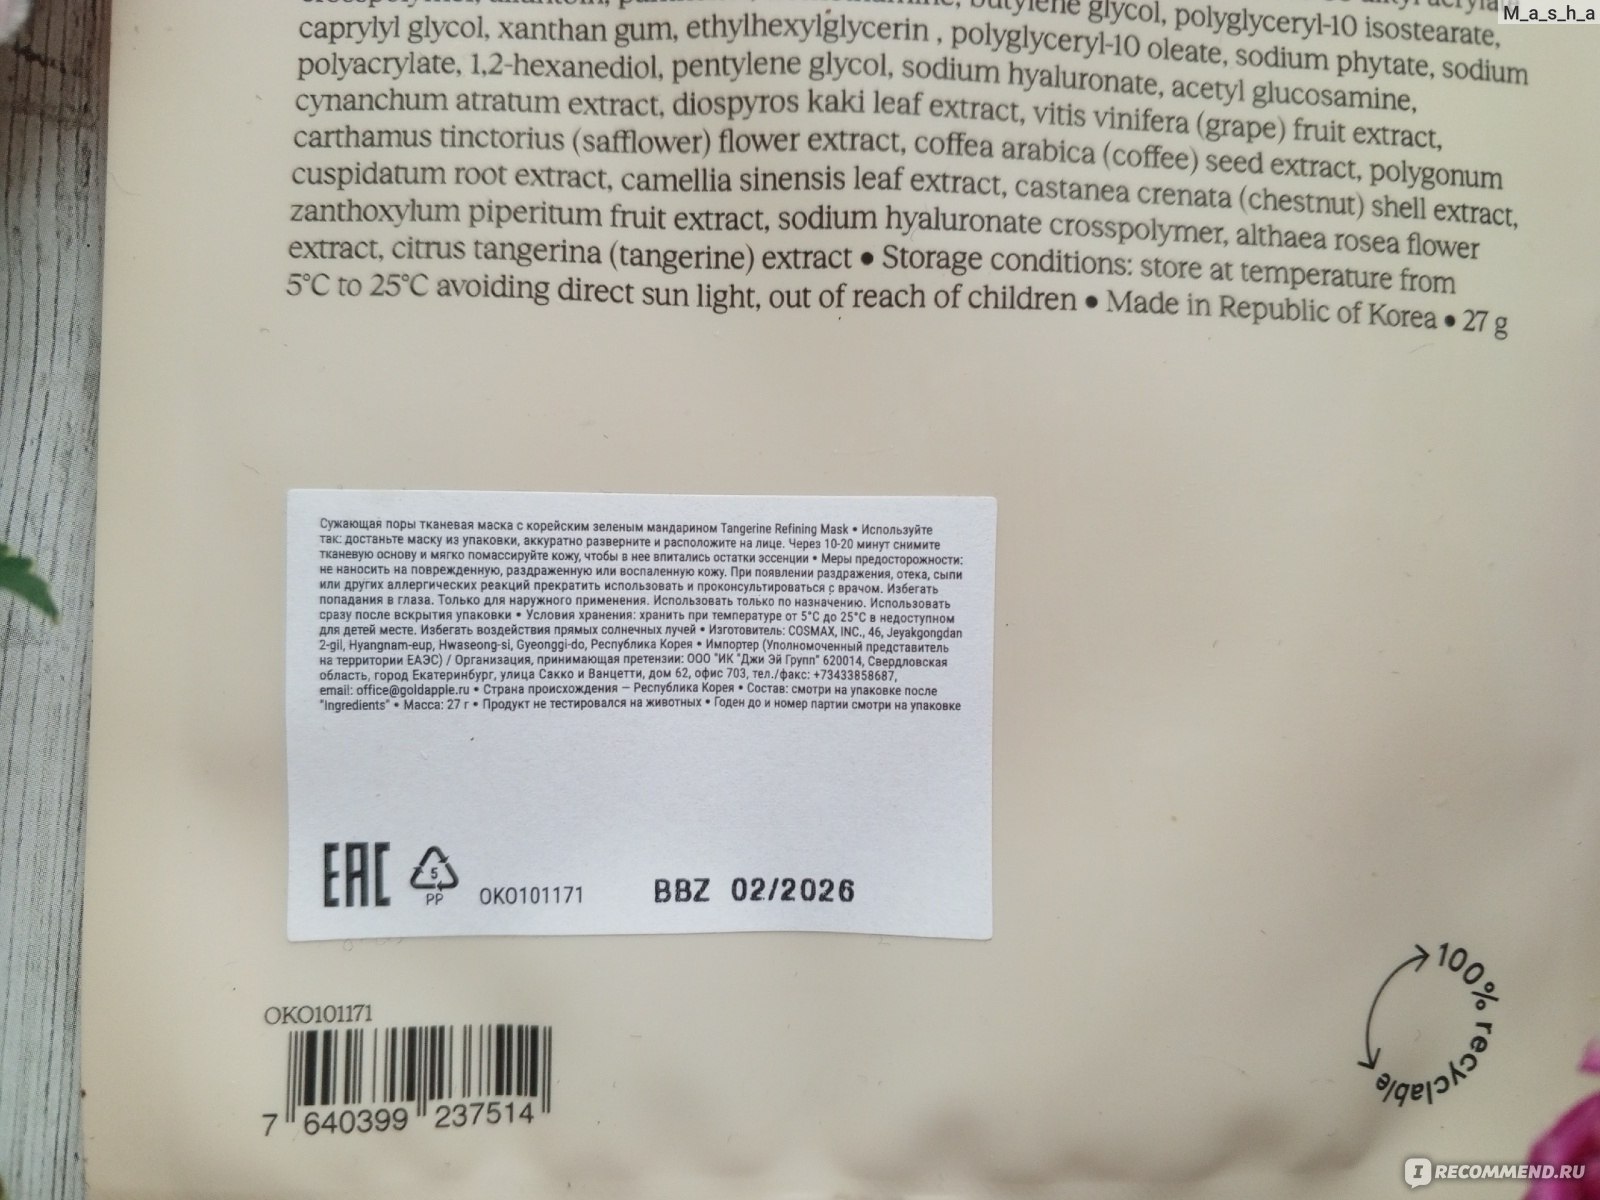 M_a_s_h_a
butylene glycol, polyglyceryl-10 isostearate,
caprylyl glycol, xanthan gum, ethylhexylglycerin , polyglyceryl-10 oleate, sodium phytate, sodium
polyacrylate, 1,2-hexanediol, pentylene glycol, sodium hyaluronate, acetyl glucosamine,
cynanchum atratum extract, diospyros kaki leaf extract, vitis vinifera (grape) fruit extract,
carthamus tinctorius (safflower) flower extract, coffea arabica (coffee) seed extract, polygonum
cuspidatum root extract, camellia sinensis leaf extract, castanea crenata (chestnut) shell extract,
zanthoxylum piperitum fruit extract, sodium hyaluronate crosspolymer, althaea rosea flower
extract, citrus tangerina (tangerine) extract • Storage conditions: store at temperature from
5°C to 25°C avoiding direct sun light, out of reach of children • Made in Republic of Korea • 27 g
Сужающая поры тканевая маска с корейским зеленым мандарином Tangerine Refining Mask • Используйте
так: достаньте маску из упаковки, аккуратно разверните и расположите на лице. Через 10-20 минут снимите
тканевую основу и мягко помассируйте кожу, чтобы в нее впитались остатки эссенции • Меры предосторожности:
не наносить на поврежденную, раздраженную или воспаленную кожу. При появлении раздражения, отека, сыпи
или других аллергических реакций прекратить использовать и проконсультироваться с врачом. Избегать
попадания в глаза. Только для наружного применения. Использовать только по назначению. Использовать
сразу после вскрытия упаковки • Условия хранения: хранить при температуре от 5°C до 25°C в недоступном
для детей месте. Избегать воздействия прямых солнечных лучей • Изготовитель: COSMAX, INC., 46, Jeyakgongdan
2-gil, Hyangnam-eup, Hwaseong-si, Gyeonggi-do, Республика Корея • Импортер (Уполномоченный представитель
на территории ЕАЭС) / Организация, принимающая претензии: ООО "ИК "Джи Эй Групп" 620014, Свердловская
область, город Екатеринбург, улица Сакко и Ванцетти, дом 62, офис 703, тел./факс: +73433858687,
email: office@goldapple.ru • Страна происхождения — Республика Корея • Состав: смотри на упаковке после
"Ingredients" • Масса: 27 г • Продукт не тестировался на животных • Годен до и номер партии смотри на упаковке
EAC
5
PP
OKO101171
BBZ 02/2026
OKO101171
7 640399 237514
100% recyclable
IRECOMMEND.RU